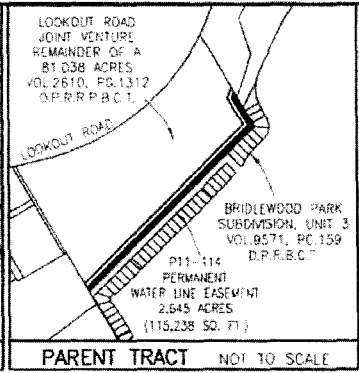 LOOKOUT ROAD
JOINT VENTURE
REMAINDER OF A
81.038 ACRES
VOL.2610, PG.1312
O.P.R.R.P.B.C.T.
LOOKOUT ROAD
BRIDLEWOOD PARK
SUBDIVISION, UNIT 3
VOL.9571, PG.159
D.P.R.B.C.T.
P11-114
PERMANENT
WATER LINE EASEMENT
2.645 ACRES
(115,238 SQ. FT.)
PARENT TRACT NOT TO SCALE